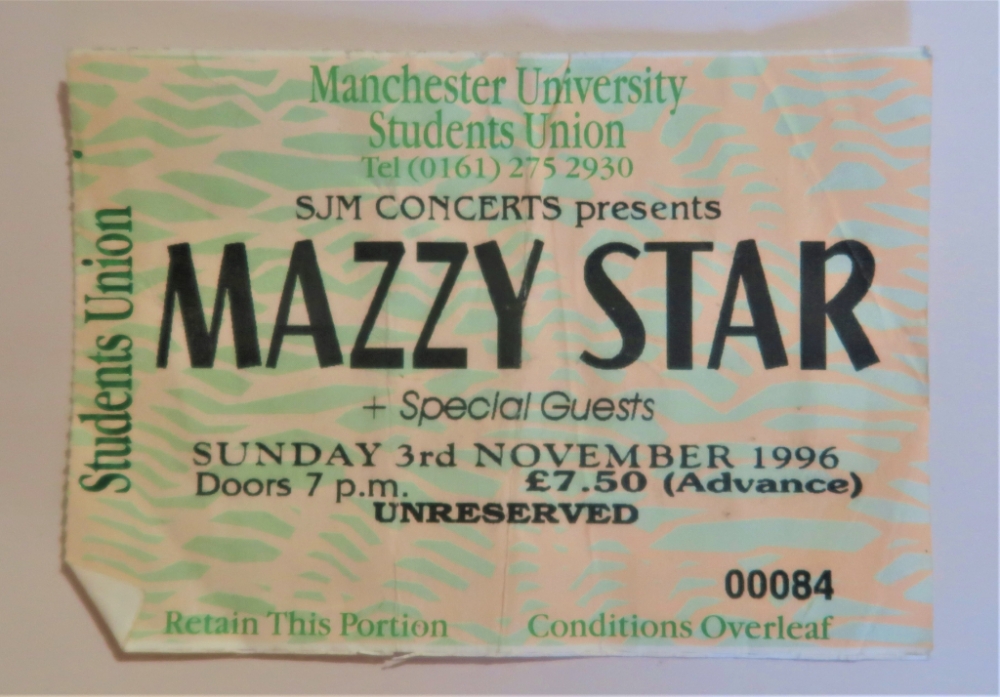 Manchester University
Students Union
Tel (0161) 275 2930
SJM CONCERTS presents
MAZZY STAR
+ Special Guests
SUNDAY 3rd NOVEMBER 1996
Doors 7 p.m. £7.50 (Advance)
UNRESERVED
00084
Retain This Portion Conditions Overleaf
Students Union